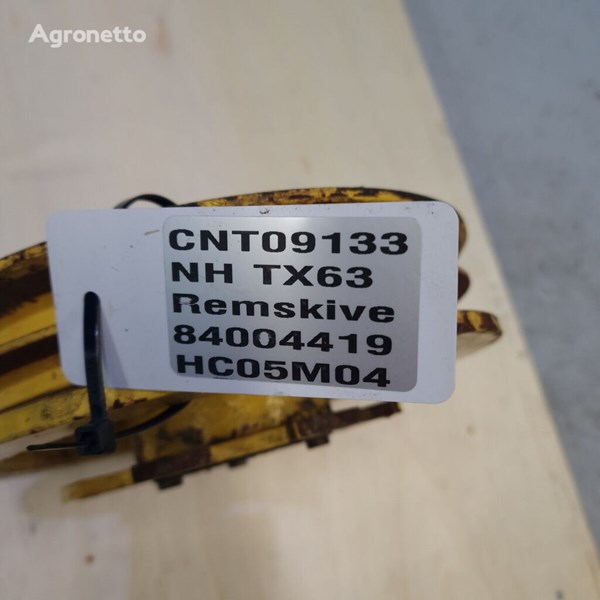 Agronetto
CNT09133
NH TX63
Remskive
84004419
HC05M04